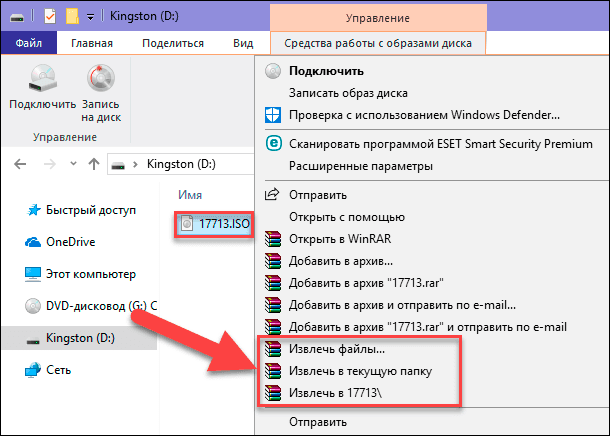 Kingston (D:)
Управление
Файл
Главная
Поделиться
Вид
Средства работы с образами диска
Подключить
Запись
на диск
Управление
Kingston (D:)
Быстрый доступ
OneDrive
Этот компьютер
DVD-дисковод (G:) C
Kingston (D:)
Сеть
Имя
17713.ISO
Подключить
Записать образ диска
Проверка с использованием Windows Defender...
Сканировать программой ESET Smart Security Premium
Расширенные параметры
Отправить
Открыть с помощью
Открыть в WinRAR
Добавить в архив...
Добавить в архив "17713.rar"
Добавить в архив и отправить по e-mail...
Добавить в архив "17713.rar" и отправить по e-mail
Извлечь файлы...
Извлечь в текущую папку
Извлечь в 17713\
Отправить